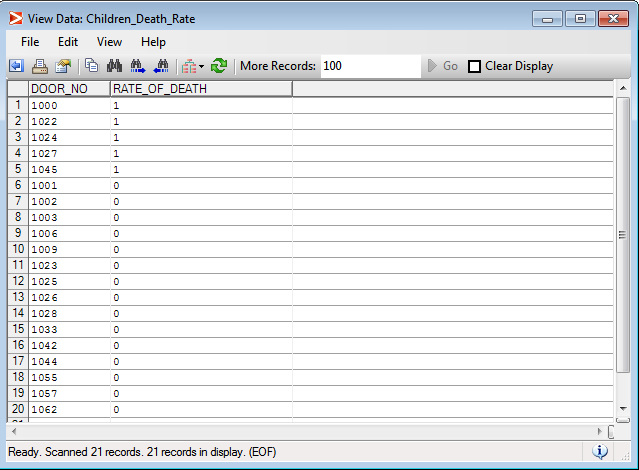 View Data: Children_Death_Rate
File Edit View Help
More Records: 100 Go Clear Display
DOOR_NO RATE_OF_DEATH
1 1000 1
2 1022 1
3 1024 1
4 1027 1
5 1045 1
6 1001 0
7 1002 0
8 1003 0
9 1006 0
10 1009 0
11 1023 0
12 1025 0
13 1026 0
14 1028 0
15 1033 0
16 1042 0
17 1044 0
18 1055 0
19 1057 0
20 1062 0
Ready. Scanned 21 records. 21 records in display. (EOF)